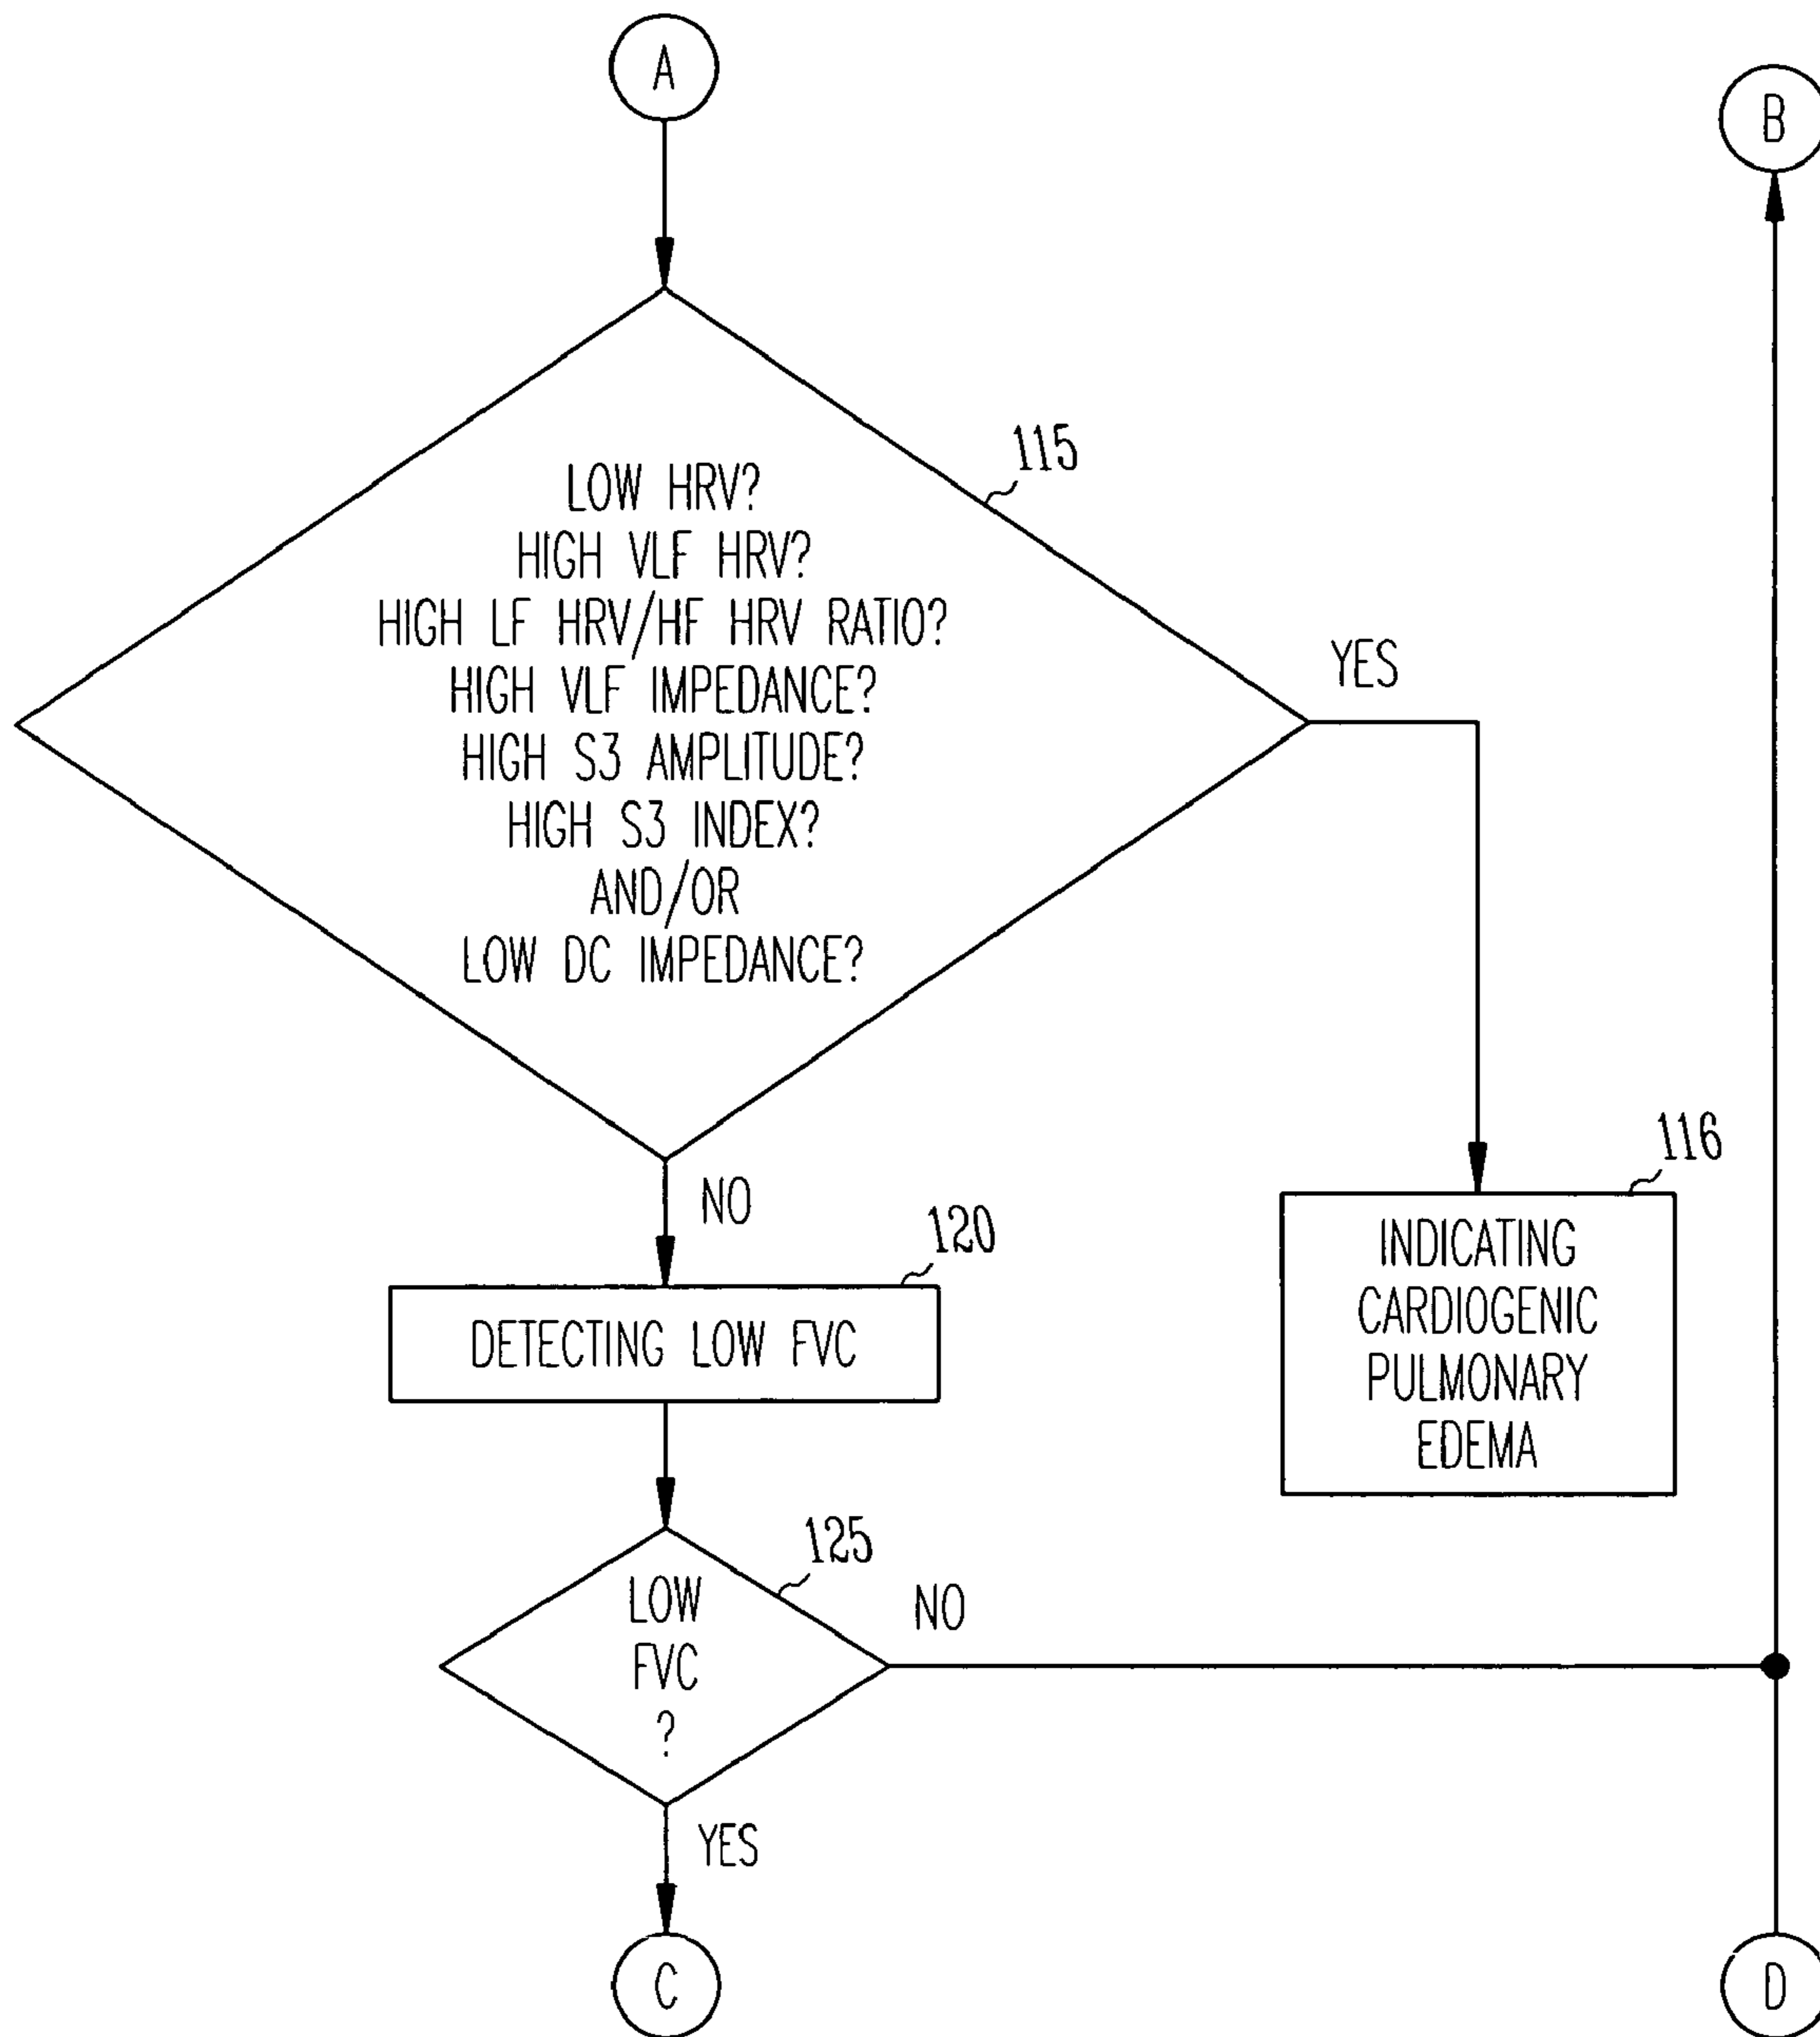 A
B
115
LOW HRV?
HIGH VLF HRV?
HIGH LF HRV/HF HRV RATIO?
HIGH VLF IMPEDANCE?
HIGH S3 AMPLITUDE?
HIGH S3 INDEX?
AND/OR
LOW DC IMPEDANCE?
YES
NO
116
INDICATING
CARDIOGENIC
PULMONARY
EDEMA
120
DETECTING LOW FVC
125
LOW
FVC
?
NO
YES
C
D